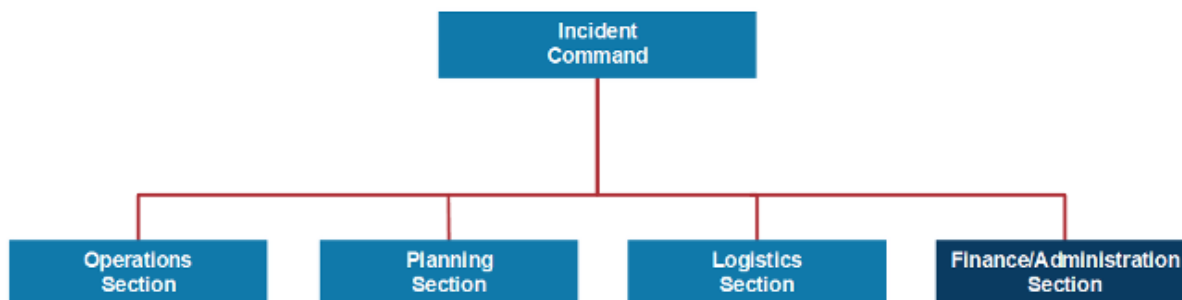 Incident
Command
Operations
Section
Planning
Section
Logistics
Section
Finance/Administration
Section